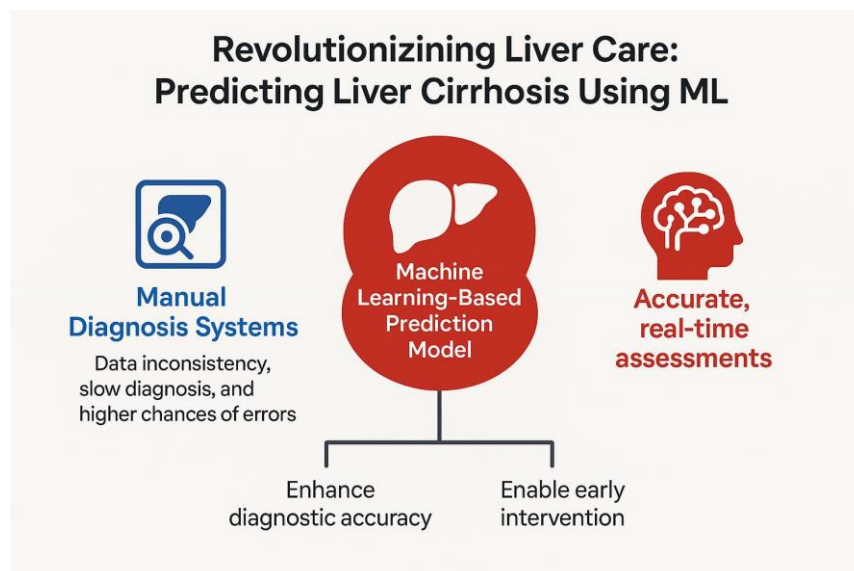 Revolutionizining Liver Care:
Predicting Liver Cirrhosis Using ML
Manual
Diagnosis Systems
Data inconsistency,
slow diagnosis, and
higher chances of errors
Machine
Learning-Based
Prediction
Model
Accurate,
real-time
assessments
Enhance
diagnostic accuracy
Enable early
intervention